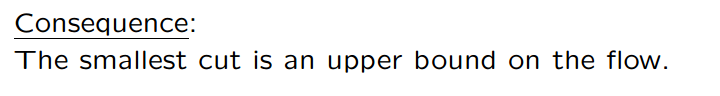 Consequence:
The smallest cut is an upper bound on the flow.